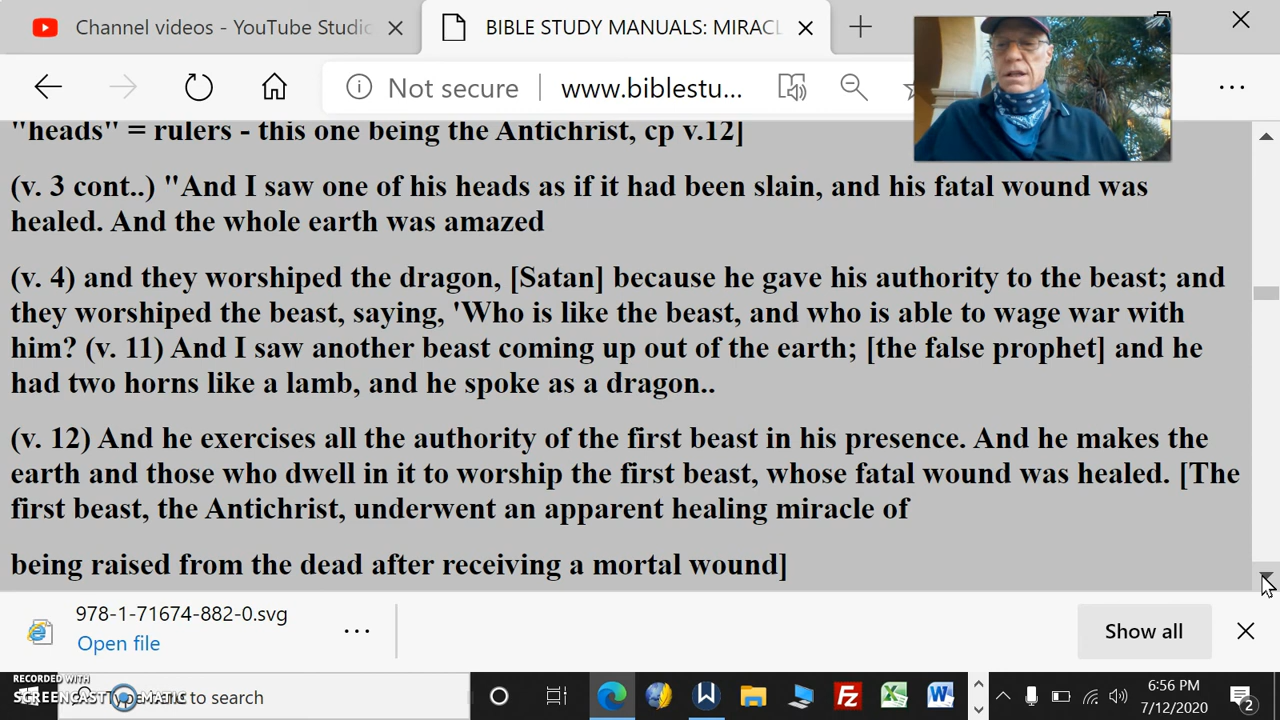 Channel videos - YouTube Studi
BIBLE STUDY MANUALS: MIRACL
Not secure
www.biblestu...
"heads" = rulers - this one being the Antichrist, cp v.12]
(v. 3 cont..) "And I saw one of his heads as if it had been slain, and his fatal wound was
healed. And the whole earth was amazed
(v. 4) and they worshiped the dragon, [Satan] because he gave his authority to the beast; and
they worshiped the beast, saying, 'Who is like the beast, and who is able to wage war with
him? (v. 11) And I saw another beast coming up out of the earth; [the false prophet] and he
had two horns like a lamb, and he spoke as a dragon..
(v. 12) And he exercises all the authority of the first beast in his presence. And he makes the
earth and those who dwell in it to worship the first beast, whose fatal wound was healed. [The
first beast, the Antichrist, underwent an apparent healing miracle of
being raised from the dead after receiving a mortal wound]
978-1-71674-882-0.svg
Open file
Show all
RECORDED WITH
SCREENCAST MATIC
to search
6:56 PM
7/12/2020
2